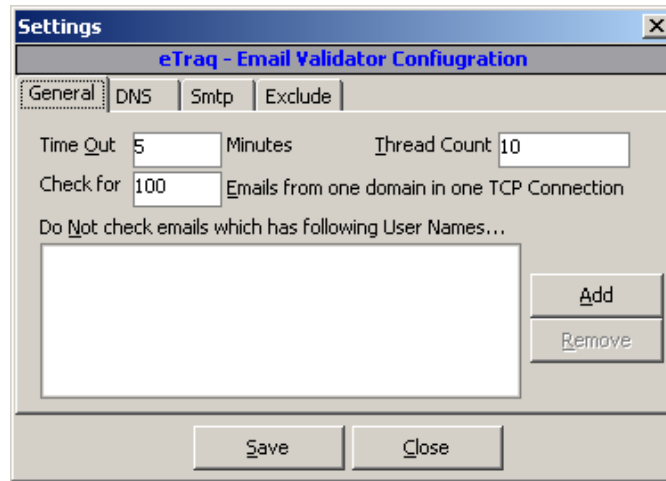 Settings
eTraq - Email Validator Confiugration
General DNS Smtp Exclude
Time Out 5 Minutes Thread Count 10
Check for 100 Emails from one domain in one TCP Connection
Do Not check emails which has following User Names...
Add
Remove
Save Close